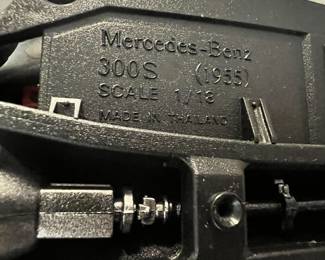 Mercedes-Benz
300S (1955)
SCALE 1/18
MADE IN THAILAND